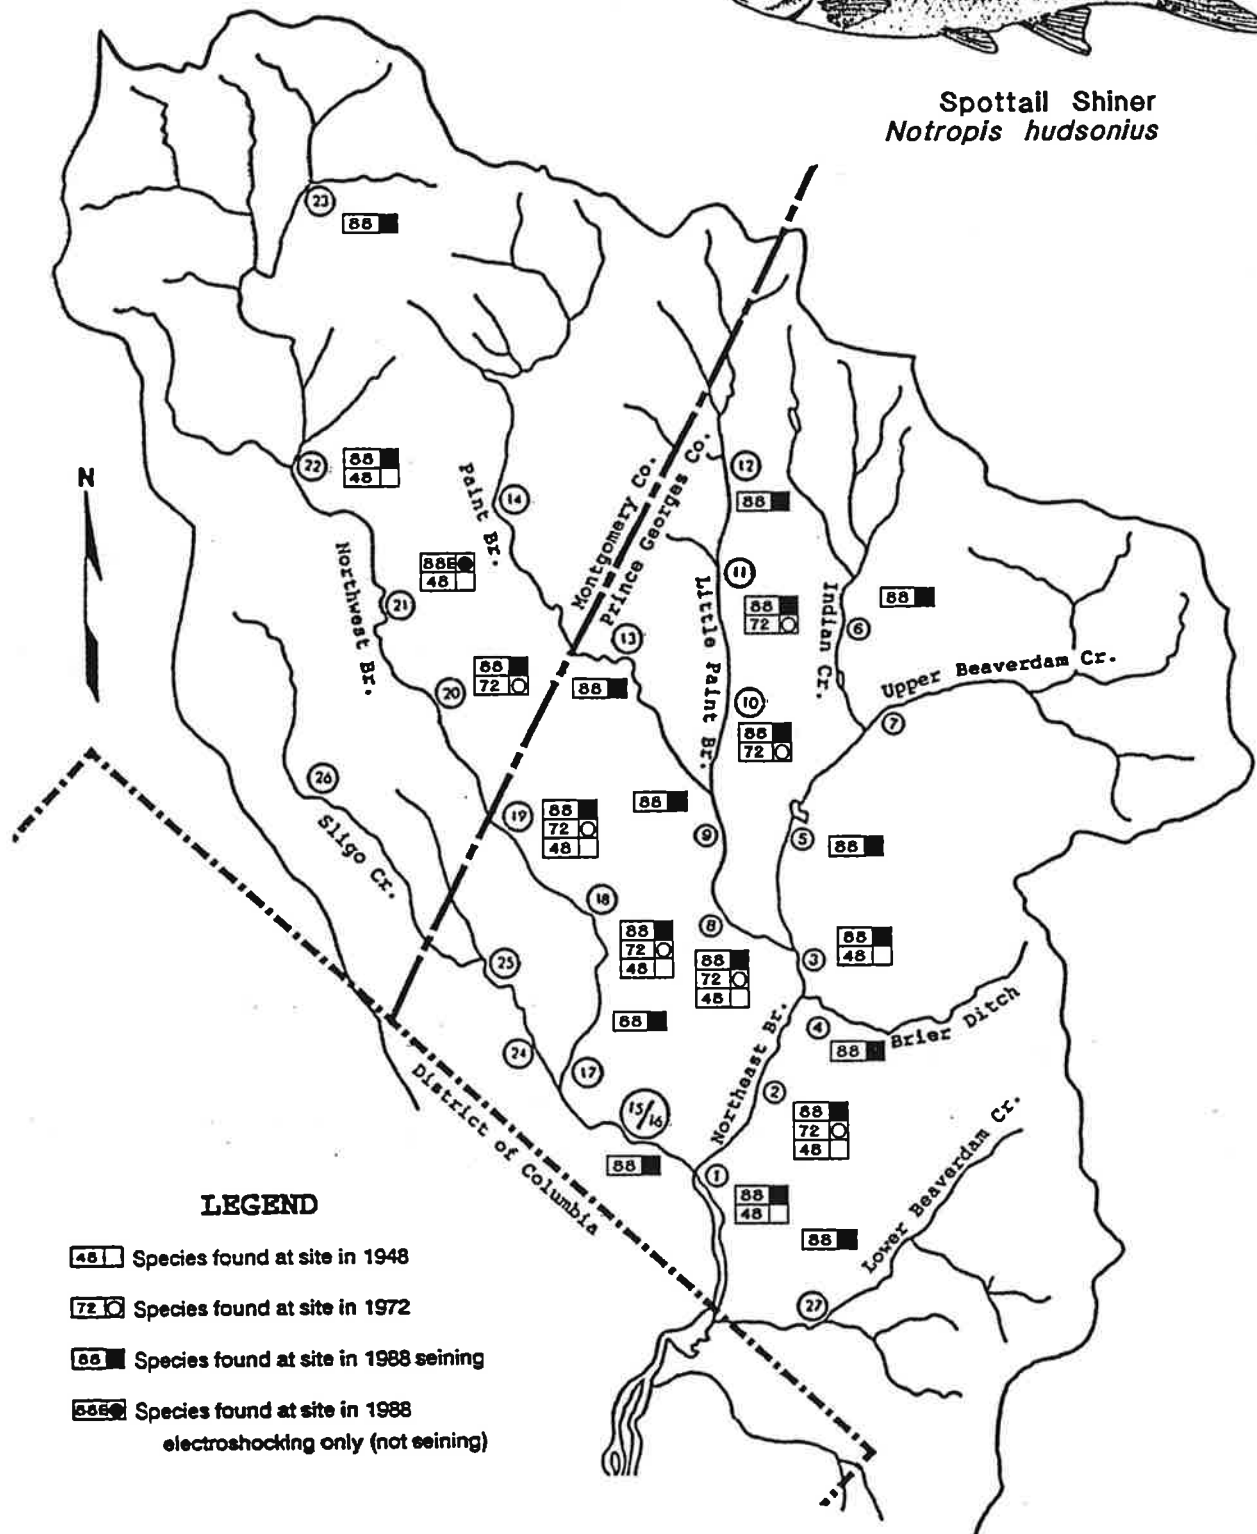 Spottail Shiner
Notropis hudsonius
23
88
N
22
88
48
Paint Br.
14
Montgomery Co.
Prince Georges Co.
12
88
Northwest Br.
88E
48
21
11
88
72
Little Paint Br.
Indian Cr.
88
6
13
88
Upper Beaverdam Cr.
20
88
72
10
88
72
7
26
Sligo Cr.
19
88
72
48
88
9
5
88
18
88
72
48
8
88
72
48
3
88
48
25
88
4
88
Brier Ditch
24
17
District of Columbia
15/16
88
Northeast Br.
2
88
72
48
1
88
48
88
Lower Beaverdam Cr.
27
LEGEND
48 Species found at site in 1948
72 Species found at site in 1972
88 Species found at site in 1988 seining
88E Species found at site in 1988
electroshocking only (not seining)